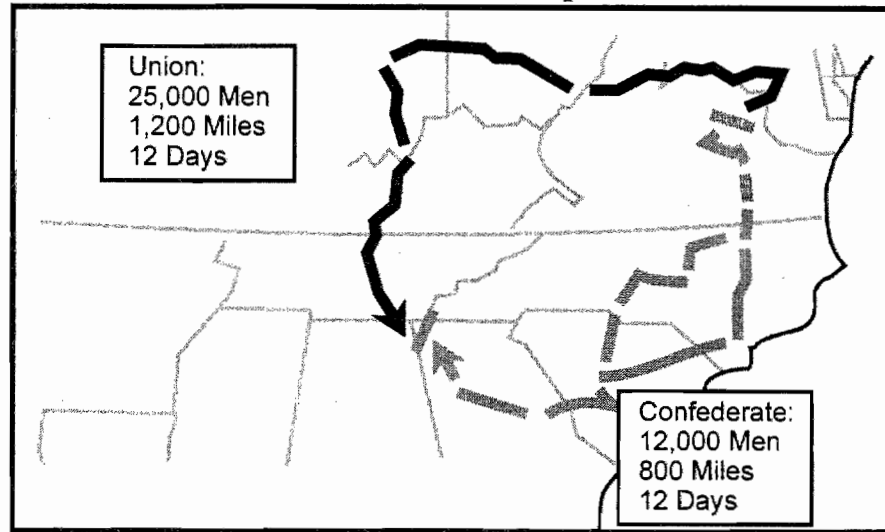 Union:
25,000 Men
1,200 Miles
12 Days
Confederate:
12,000 Men
800 Miles
12 Days